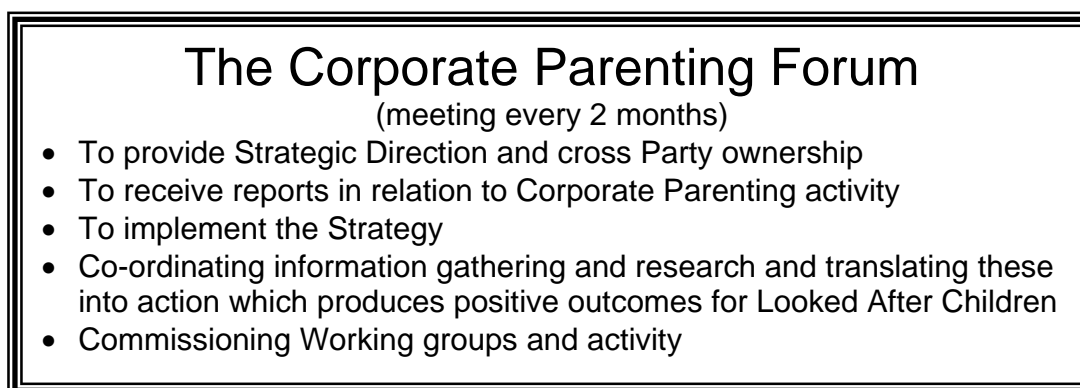 The Corporate Parenting Forum
(meeting every 2 months)
• To provide Strategic Direction and cross Party ownership
• To receive reports in relation to Corporate Parenting activity
• To implement the Strategy
• Co-ordinating information gathering and research and translating these
into action which produces positive outcomes for Looked After Children
• Commissioning Working groups and activity